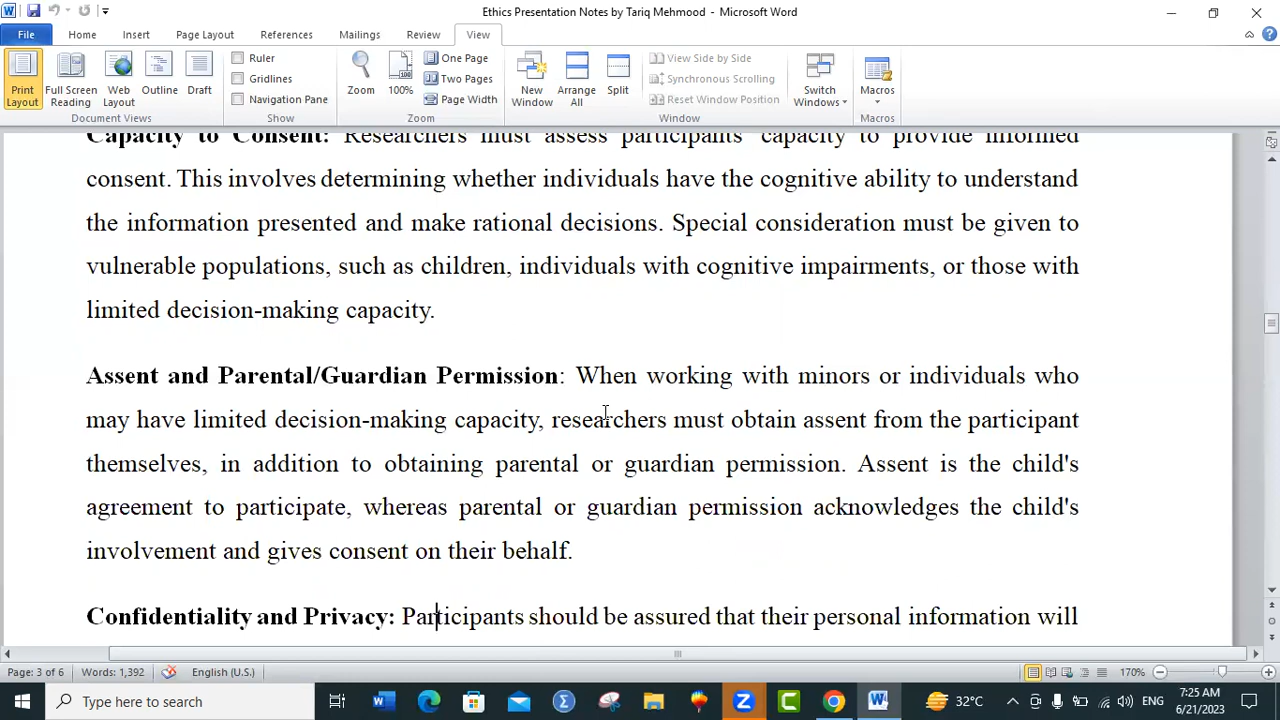 Ethics Presentation Notes by Tariq Mehmood - Microsoft Word
File Home Insert Page Layout References Mailings Review View
Print Layout
Full Screen Reading
Web Layout
Outline
Draft
Document Views
Ruler
Gridlines
Navigation Pane
Show
Zoom
100%
One Page
Two Pages
Page Width
Zoom
New Window
Arrange All
Split
View Side by Side
Synchronous Scrolling
Reset Window Position
Window
Switch Windows
Macros
Macros
Capacity to Consent: Researchers must assess participants' capacity to provide informed
consent. This involves determining whether individuals have the cognitive ability to understand
the information presented and make rational decisions. Special consideration must be given to
vulnerable populations, such as children, individuals with cognitive impairments, or those with
limited decision-making capacity.
Assent and Parental/Guardian Permission: When working with minors or individuals who
may have limited decision-making capacity, researchers must obtain assent from the participant
themselves, in addition to obtaining parental or guardian permission. Assent is the child's
agreement to participate, whereas parental or guardian permission acknowledges the child's
involvement and gives consent on their behalf.
Confidentiality and Privacy: Participants should be assured that their personal information will
Page: 3 of 6 Words: 1,392 English (U.S.) 170%
Type here to search 32°C ENG 7:25 AM
6/21/2023